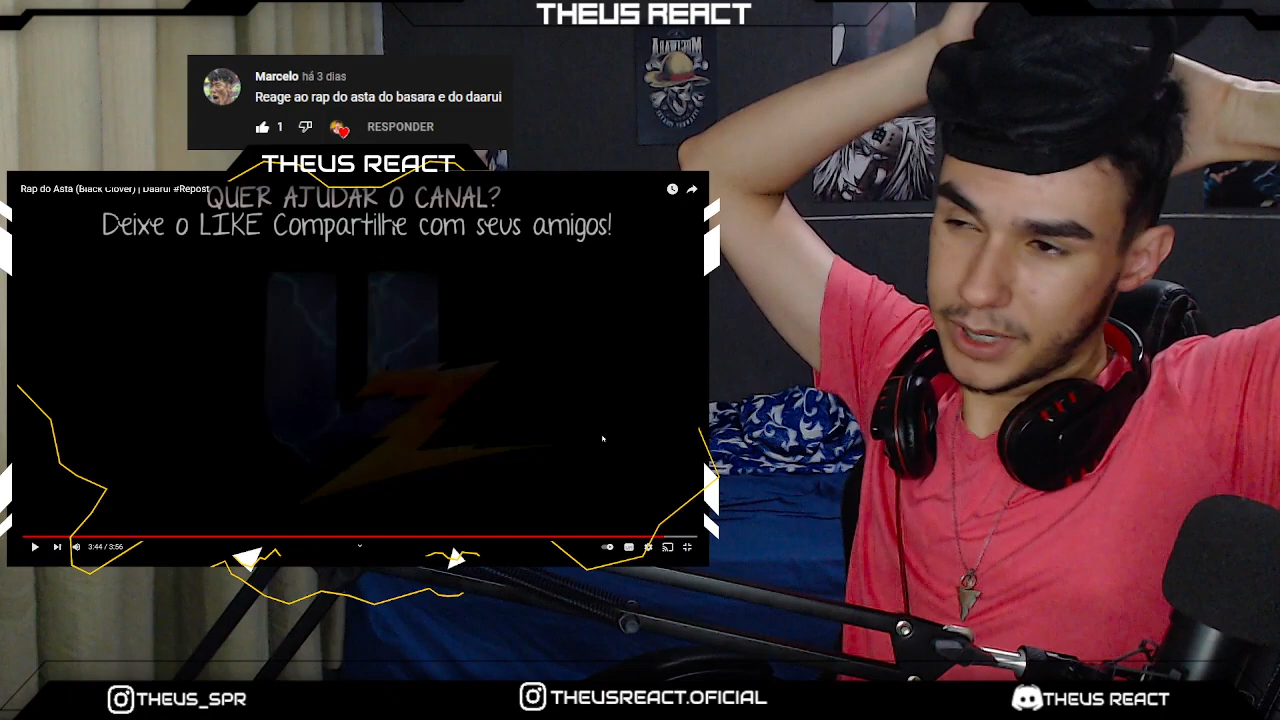 THEUS REACT
Marcelo há 3 dias
Reage ao rap do asta do basara e do daarui
1 RESPONDER
THEUS REACT
Rap do Asta (Black Clover) | Daarui #Repost
QUER AJUDAR O CANAL?
Deixe o LIKE Compartilhe com seus amigos!
UZ
3:44 / 3:56
THEUS_SPR
THEUSREACT.OFICIAL
THEUS REACT